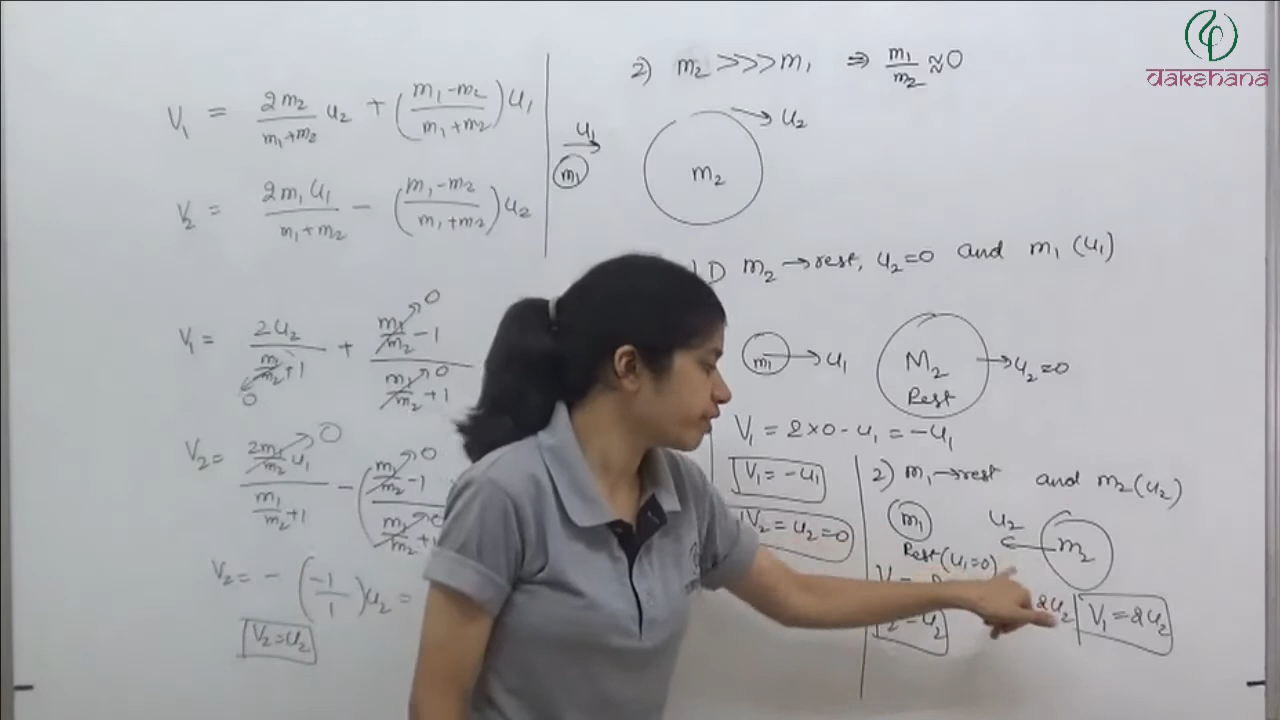 dakshana
V₁ = 2m₂/(m₁+m₂) u₂ + ((m₁-m₂)/(m₁+m₂)) u₁
V₂ = 2m₁u₁/(m₁+m₂) - ((m₁-m₂)/(m₁+m₂)) u₂
V₁ = 2u₂/(m₁/m₂+1) + (m₁/m₂-1)/(m₁/m₂+1)
0 0 0
V₂ = (2m₁/m₂ u₁)/(m₁/m₂+1) - (m₁/m₂-1)/(m₁/m₂+1
0 0
V₂ = - (-1/1) u₂ =
V₂ = u₂
2) m₂ >>> m₁ ⇒ m₁/m₂ ≈ 0
u₁ m₁
m₂ → u₂
D m₂ → rest, u₂=0 and m₁ (u₁)
m₁ → u₁
M₂ → u₂=0
Rest
V₁ = 2×0-u₁ = -u₁
V₁ = -u₁
V₂ = u₂ = 0
2) m₁ → rest and m₂ (u₂)
m₁ u₂ m₂
Rest (u₁=0)
2u₂ V₁ = 2u₂
₂ = u₂